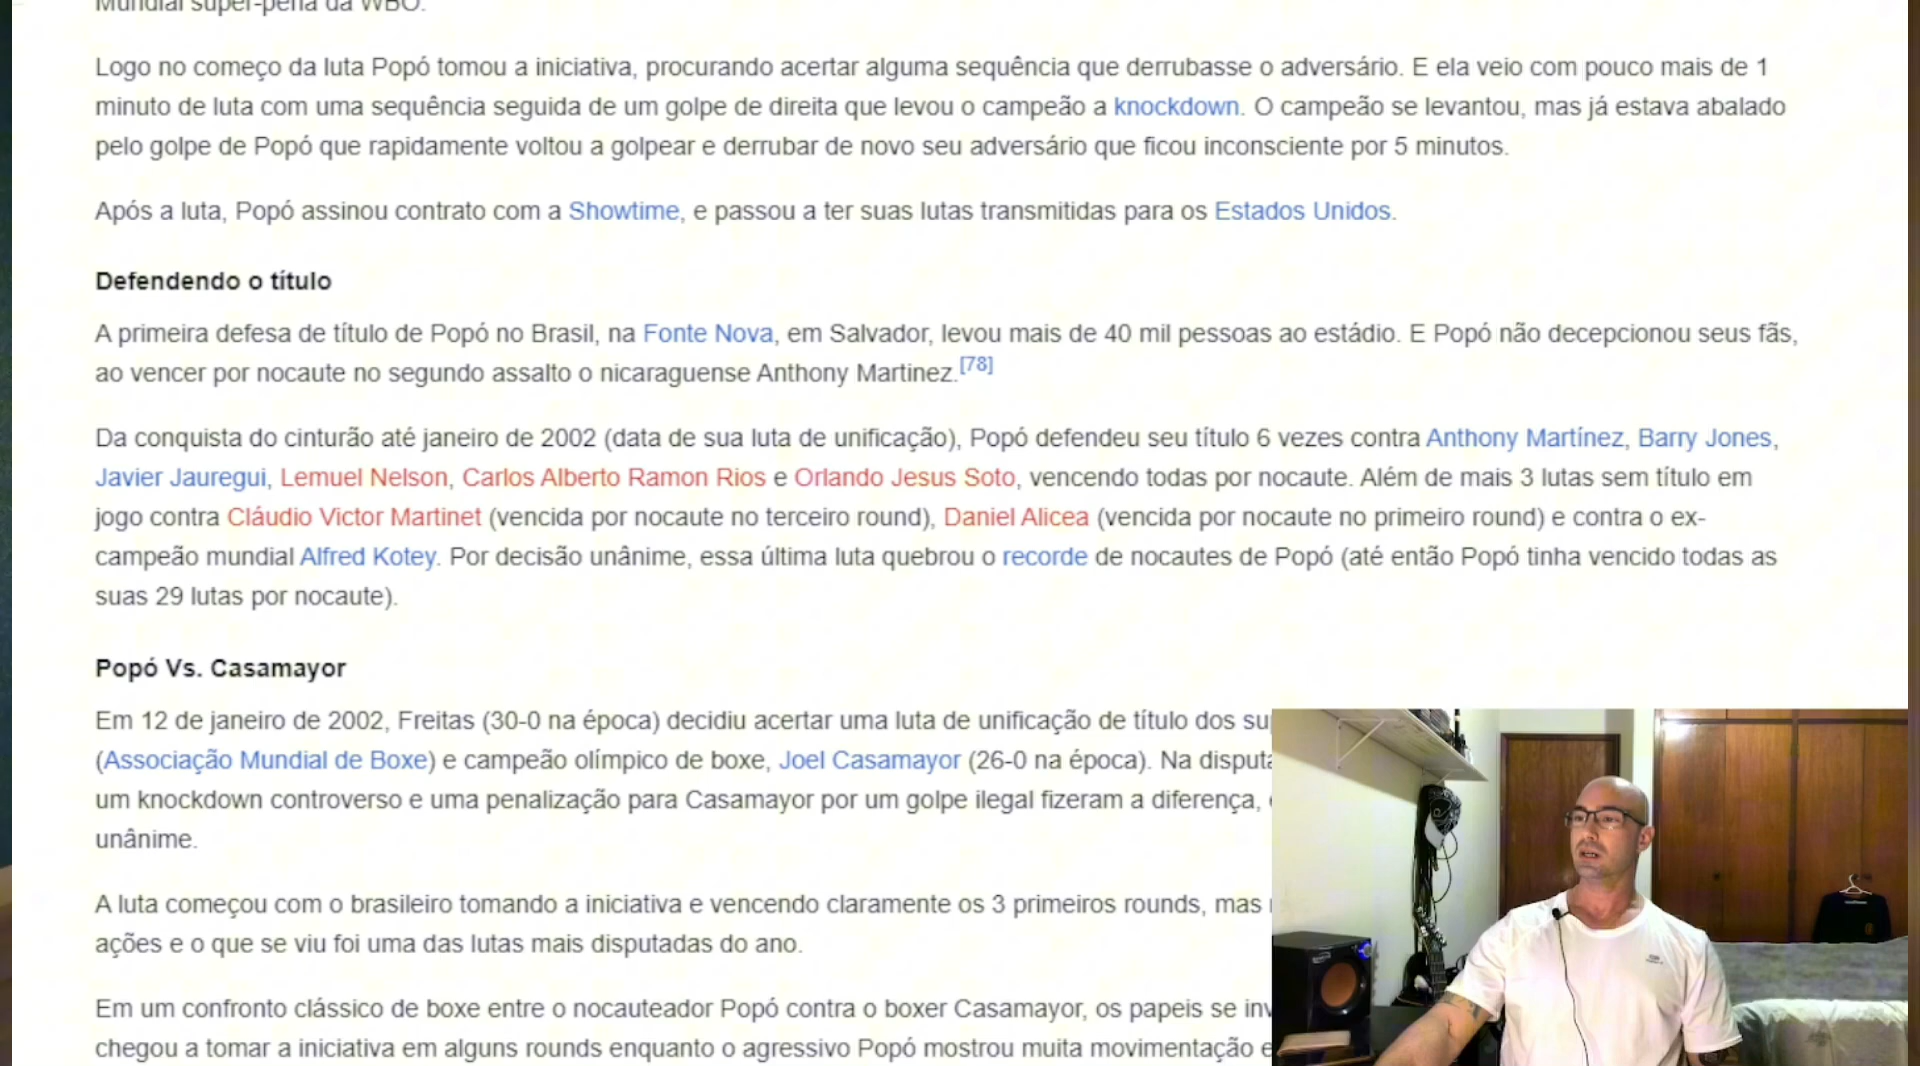 Mundial super-pena da WBO.
Logo no começo da luta Popó tomou a iniciativa, procurando acertar alguma sequência que derrubasse o adversário. E ela veio com pouco mais de 1
minuto de luta com uma sequência seguida de um golpe de direita que levou o campeão a knockdown. O campeão se levantou, mas já estava abalado
pelo golpe de Popó que rapidamente voltou a golpear e derrubar de novo seu adversário que ficou inconsciente por 5 minutos.
Após a luta, Popó assinou contrato com a Showtime, e passou a ter suas lutas transmitidas para os Estados Unidos.
Defendendo o título
A primeira defesa de título de Popó no Brasil, na Fonte Nova, em Salvador, levou mais de 40 mil pessoas ao estádio. E Popó não decepcionou seus fãs,
ao vencer por nocaute no segundo assalto o nicaraguense Anthony Martinez.[78]
Da conquista do cinturão até janeiro de 2002 (data de sua luta de unificação), Popó defendeu seu título 6 vezes contra Anthony Martínez, Barry Jones,
Javier Jauregui, Lemuel Nelson, Carlos Alberto Ramon Rios e Orlando Jesus Soto, vencendo todas por nocaute. Além de mais 3 lutas sem título em
jogo contra Cláudio Victor Martinet (vencida por nocaute no terceiro round), Daniel Alicea (vencida por nocaute no primeiro round) e contra o ex-
campeão mundial Alfred Kotey. Por decisão unânime, essa última luta quebrou o recorde de nocautes de Popó (até então Popó tinha vencido todas as
suas 29 lutas por nocaute).
Popó Vs. Casamayor
Em 12 de janeiro de 2002, Freitas (30-0 na época) decidiu acertar uma luta de unificação de título dos
(Associação Mundial de Boxe) e campeão olímpico de boxe, Joel Casamayor (26-0 na época). Na
um knockdown controverso e uma penalização para Casamayor por um golpe ilegal fizeram a diferença,
unânime.
A luta começou com o brasileiro tomando a iniciativa e vencendo claramente os 3 primeiros rounds, mas
ações e o que se viu foi uma das lutas mais disputadas do ano.
Em um confronto clássico de boxe entre o nocauteador Popó contra o boxer Casamayor, os papeis se
chegou a tomar a iniciativa em alguns rounds enquanto o agressivo Popó mostrou muita movimentação e